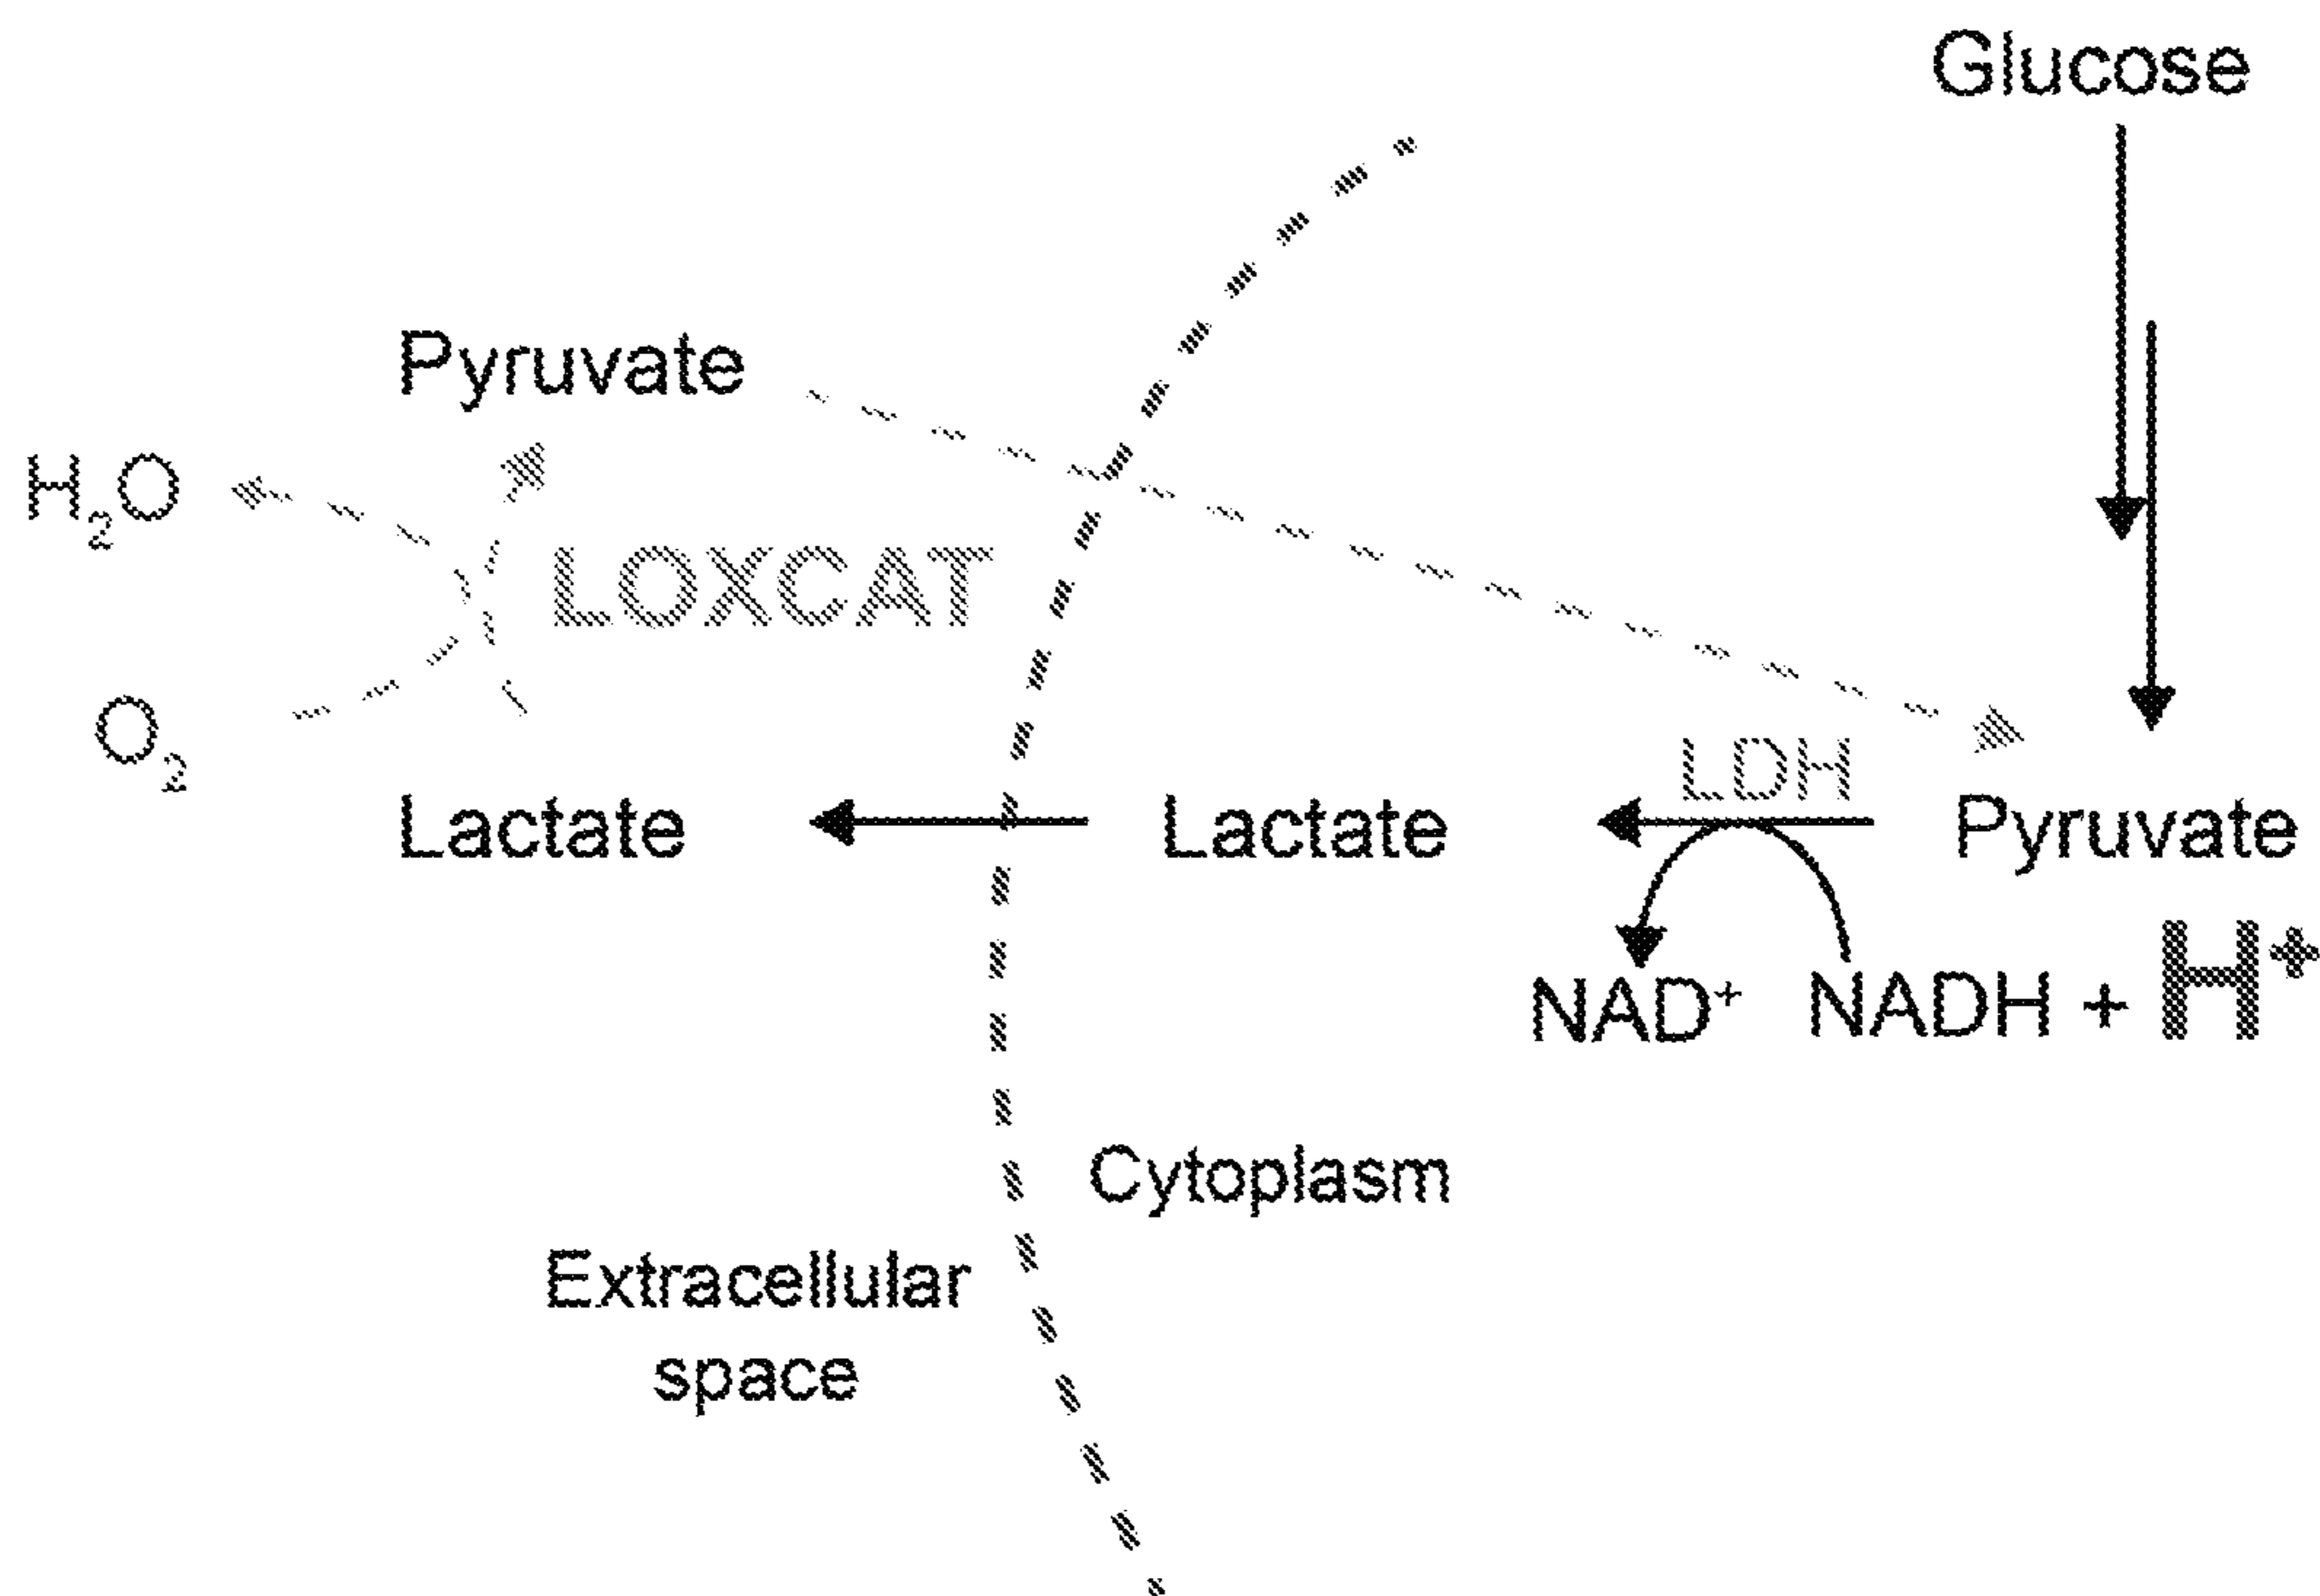 Glucose
Pyruvate
H₂O
LOXCAT
O₂
LDH
Lactate
Lactate
Pyruvate
NAD⁺ NADH + H⁺
Cytoplasm
Extracellular
space